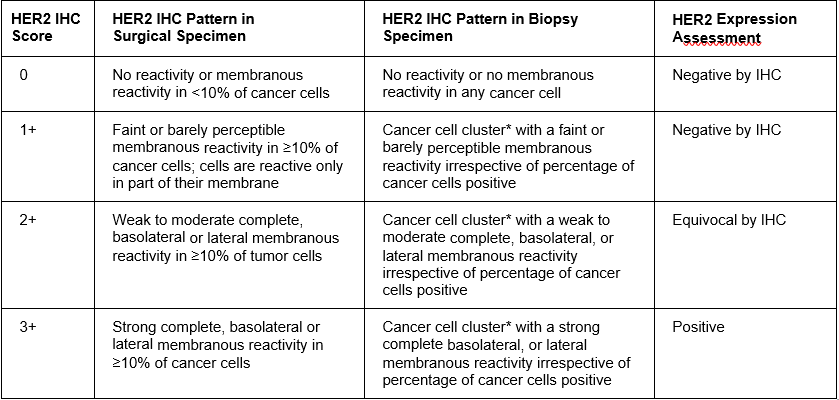 HER2 IHC Score
HER2 IHC Pattern in Surgical Specimen
HER2 IHC Pattern in Biopsy Specimen
HER2 Expression Assessment
0
No reactivity or membranous
reactivity in <10% of cancer cells
No reactivity or no membranous
reactivity in any cancer cell
Negative by IHC
1+
Faint or barely perceptible
membranous reactivity in ≥10% of
cancer cells; cells are reactive only
in part of their membrane
Cancer cell cluster* with a faint or
barely perceptible membranous
reactivity irrespective of percentage of
cancer cells positive
Negative by IHC
2+
Weak to moderate complete,
basolateral or lateral membranous
reactivity in ≥10% of tumor cells
Cancer cell cluster* with a weak to
moderate complete, basolateral, or
lateral membranous reactivity
irrespective of percentage of cancer
cells positive
Equivocal by IHC
3+
Strong complete, basolateral or
lateral membranous reactivity in
≥10% of cancer cells
Cancer cell cluster* with a strong
complete basolateral, or lateral
membranous reactivity irrespective of
percentage of cancer cells positive
Positive